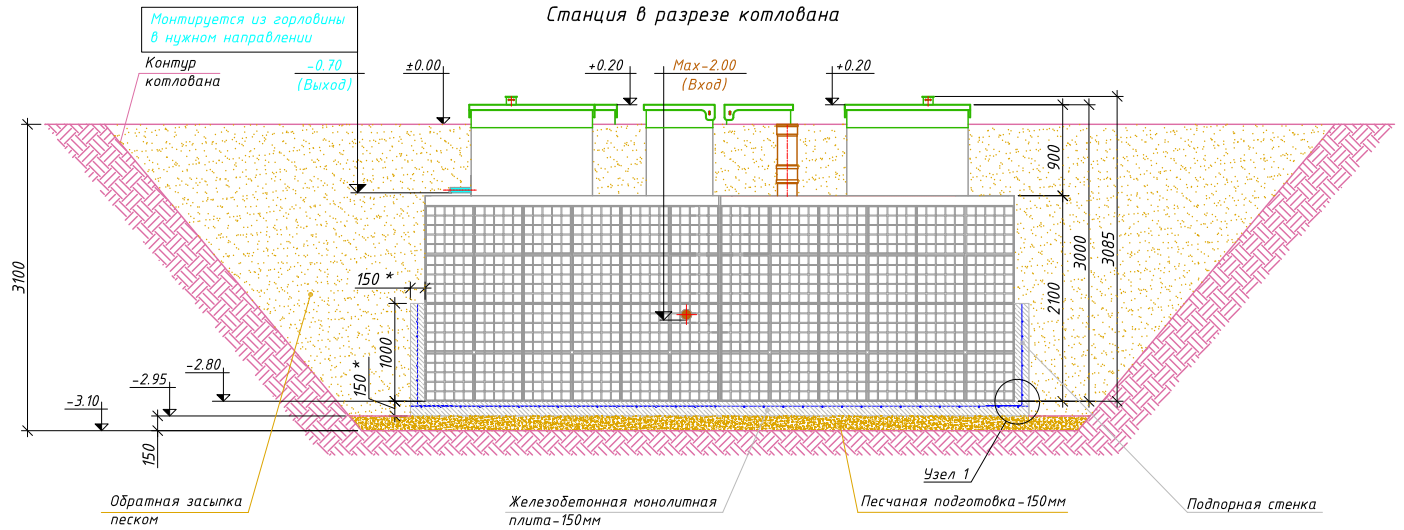 Станция в разрезе котлована
Монтируется из горловины
в нужном направлении
Контур
котлована
-0.70
(Выход)
±0.00
+0.20
Max-2.00
(Вход)
+0.20
900
3000
3085
2100
3100
150 *
1000
150 *
-2.80
-2.95
-3.10
150
Узел 1
Обратная засыпка
песком
Железобетонная монолитная
плита-150мм
Песчаная подготовка-150мм
Подпорная стенка